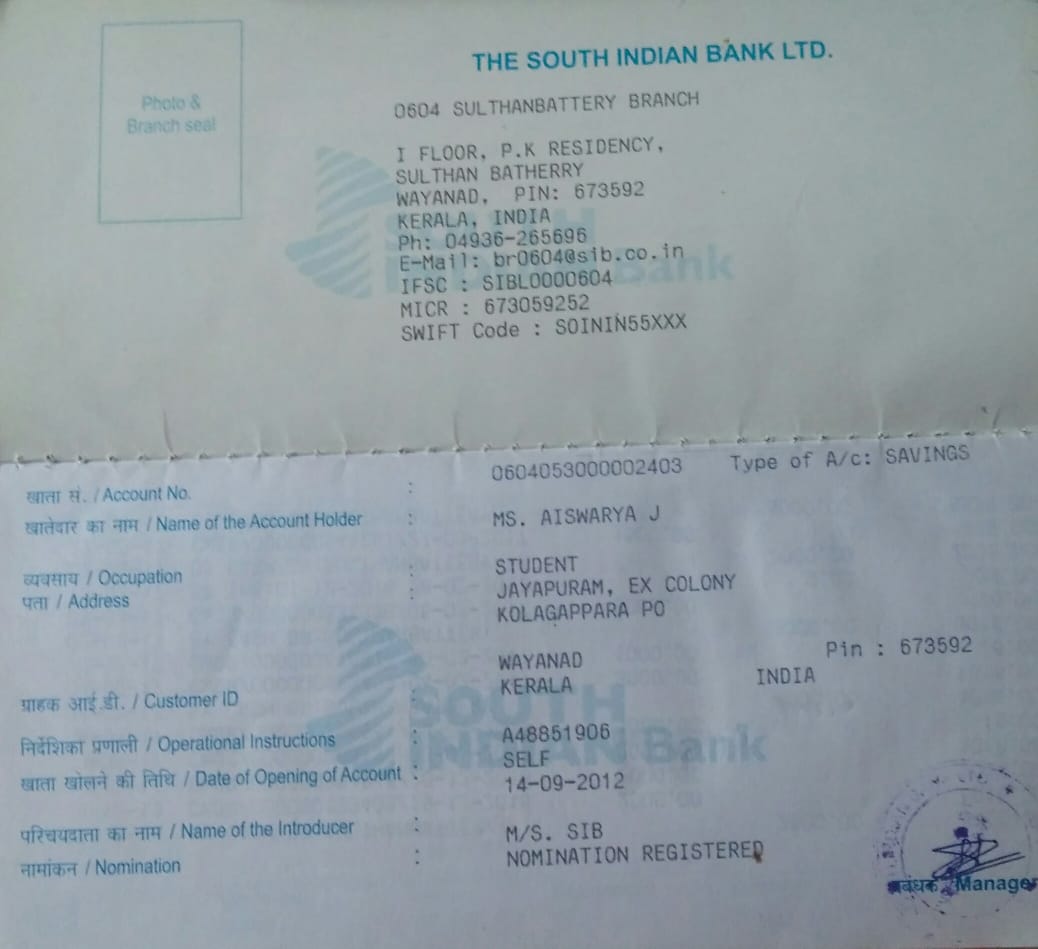 Photo &
Branch seal
THE SOUTH INDIAN BANK LTD.
0604 SULTHANBATTERY BRANCH
I FLOOR, P.K RESIDENCY,
SULTHAN BATHERRY
WAYANAD, PIN: 673592
KERALA, INDIA
Ph: 04936-265696
E-Mail: br0604@sib.co.in
IFSC : SIBL0000604
MICR : 673059252
SWIFT Code : SOININ55XXX
SOUTH
INDIAN Bank
खाता सं. / Account No. : 0604053000002403 Type of A/c: SAVINGS
खातेदार का नाम / Name of the Account Holder : MS. AISWARYA J
व्यवसाय / Occupation : STUDENT
पता / Address : JAYAPURAM, EX COLONY
KOLAGAPPARA PO
WAYANAD Pin : 673592
KERALA INDIA
ग्राहक आई.डी. / Customer ID : A48851906
निर्देशिका प्रणाली / Operational Instructions : SELF
खाता खोलने की तिथि / Date of Opening of Account : 14-09-2012
परिचयदाता का नाम / Name of the Introducer : M/S. SIB
नामांकन / Nomination : NOMINATION REGISTERED
SOUTH
INDIAN Bank
प्रबंधक / Manager